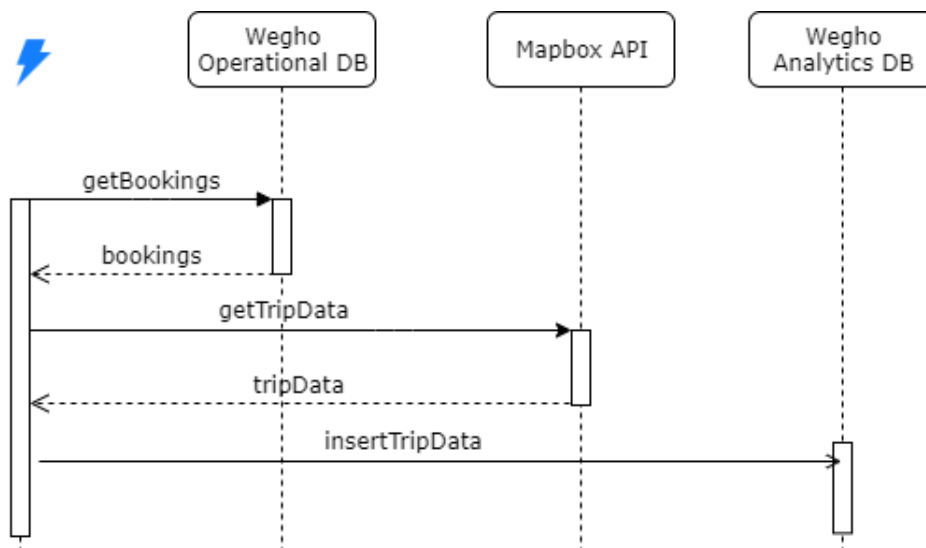 Wegho
Operational DB
Mapbox API
Wegho
Analytics DB
getBookings
bookings
getTripData
tripData
insertTripData